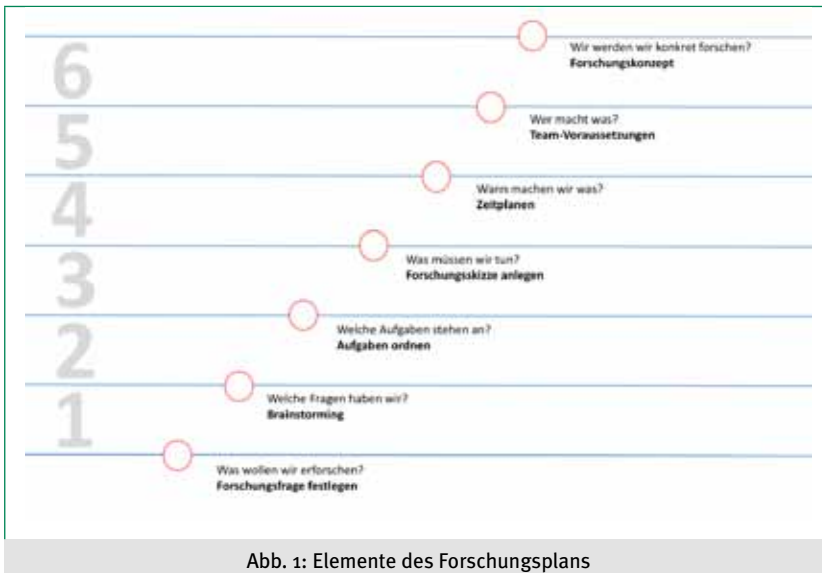 6
Wir werden wir konkret forschen?
Forschungskonzept
5
Wer macht was?
Team-Voraussetzungen
4
Wann machen wir was?
Zeitplanen
3
Was müssen wir tun?
Forschungsskizze anlegen
2
Welche Aufgaben stehen an?
Aufgaben ordnen
1
Welche Fragen haben wir?
Brainstorming
Was wollen wir erforschen?
Forschungsfrage festlegen
Abb. 1: Elemente des Forschungsplans